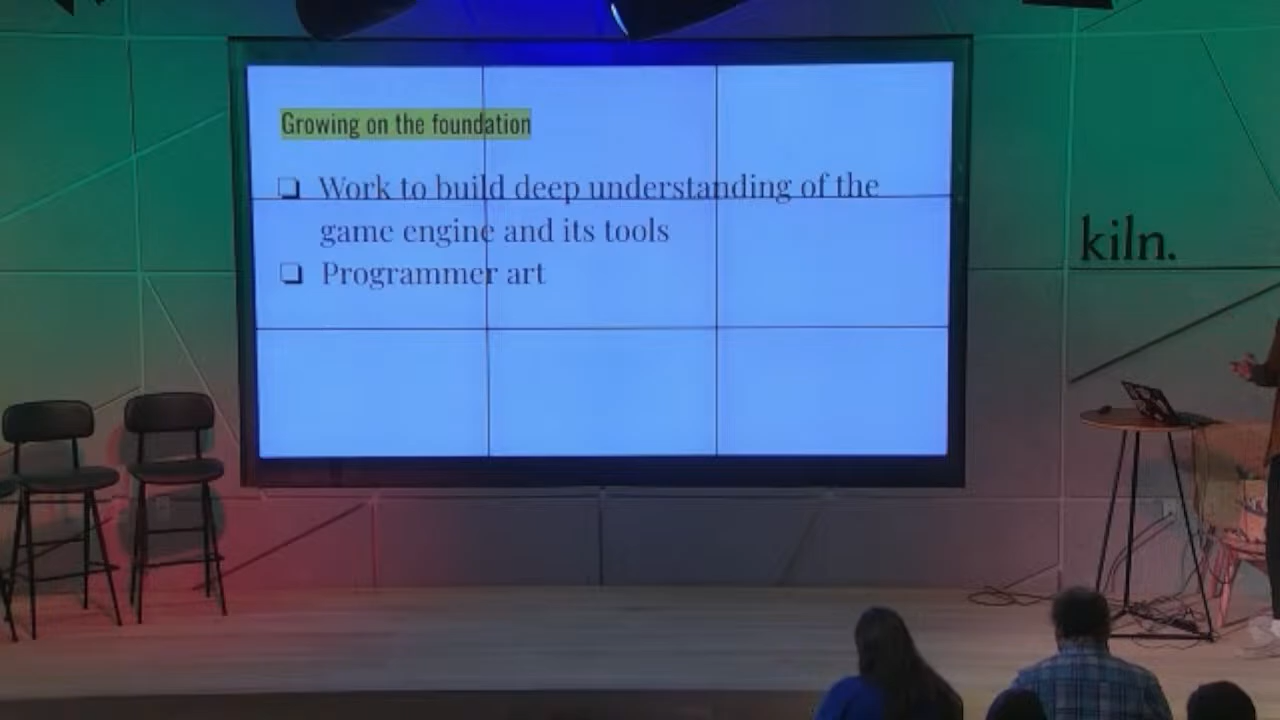 Growing on the foundation
❏ Work to build deep understanding of the
game engine and its tools
❏ Programmer art
kiln.